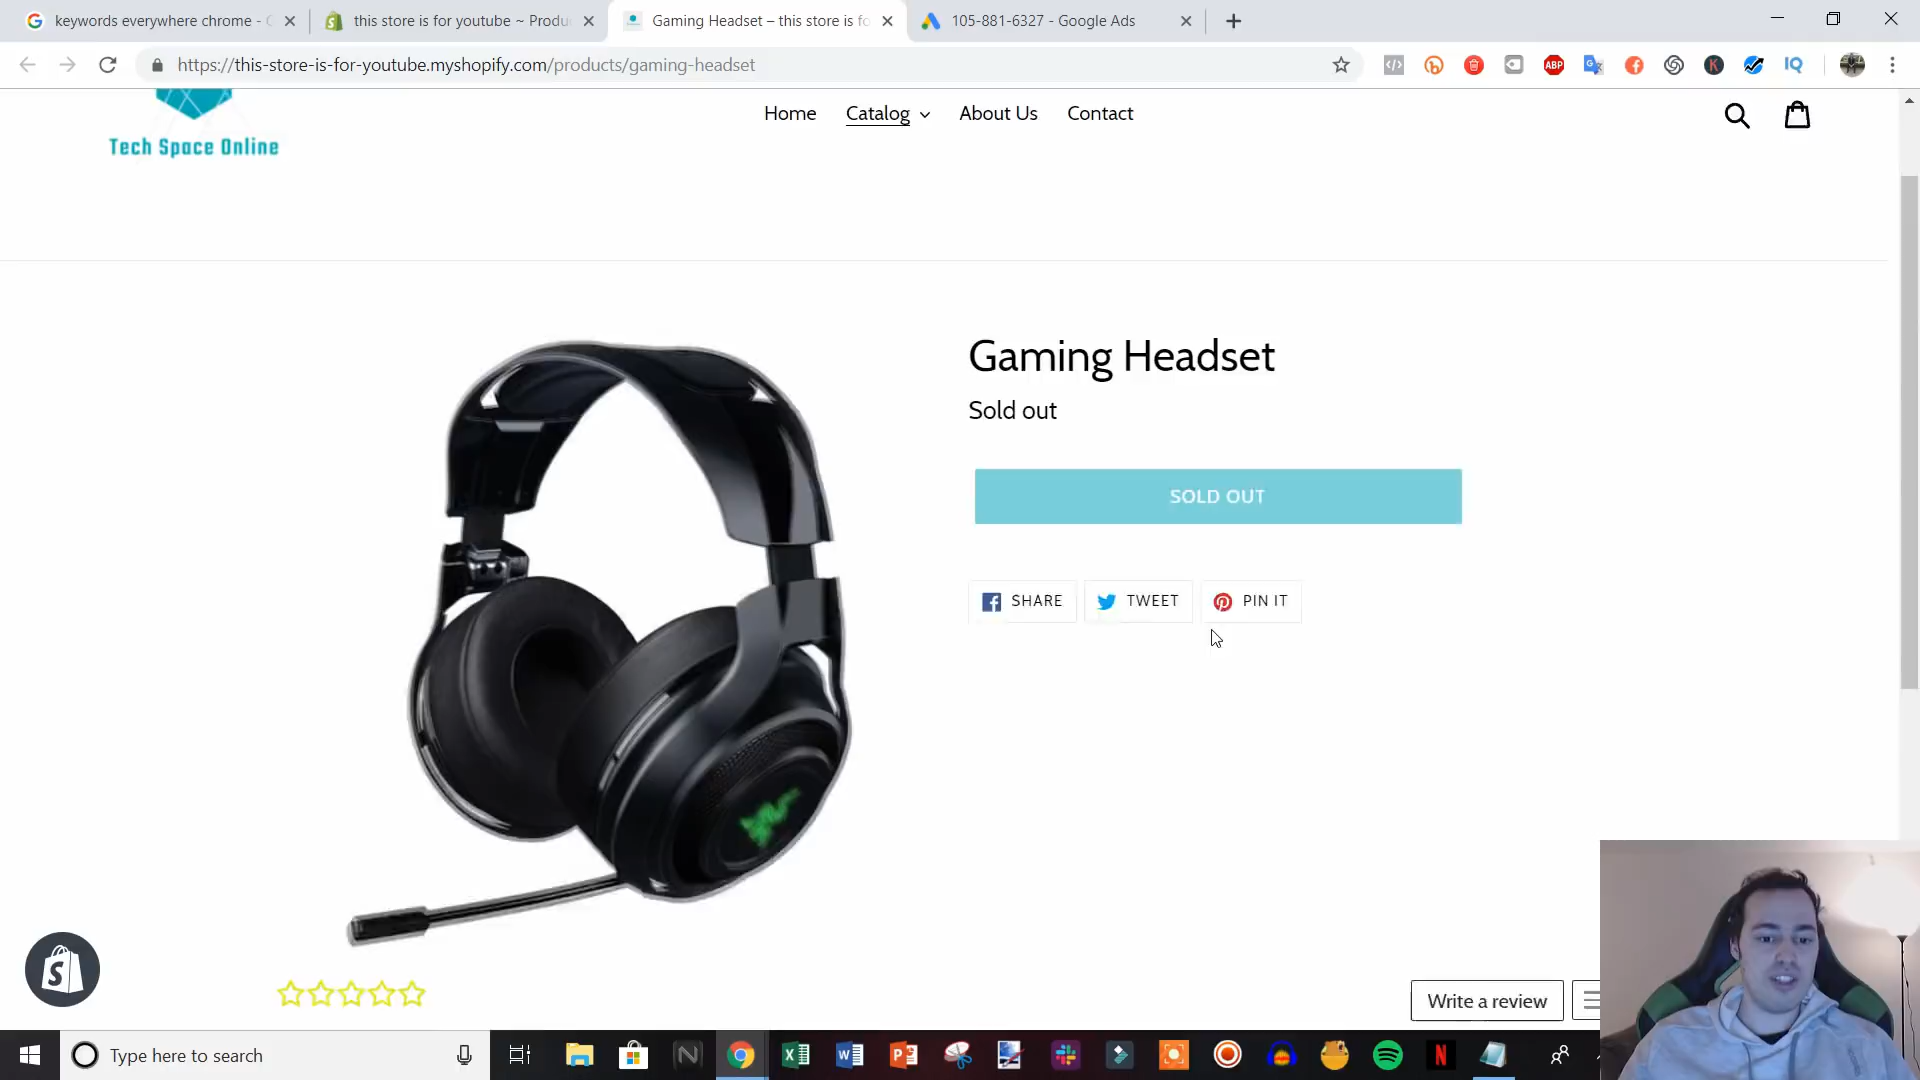 keywords everywhere chrome -
this store is for youtube ~ Produ
Gaming Headset – this store is fo
105-881-6327 - Google Ads
https://this-store-is-for-youtube.myshopify.com/products/gaming-headset
ABP
K
IQ
Tech Space Online
Home
Catalog
About Us
Contact
Gaming Headset
Sold out
SOLD OUT
SHARE
TWEET
PIN IT
Write a review
Type here to search